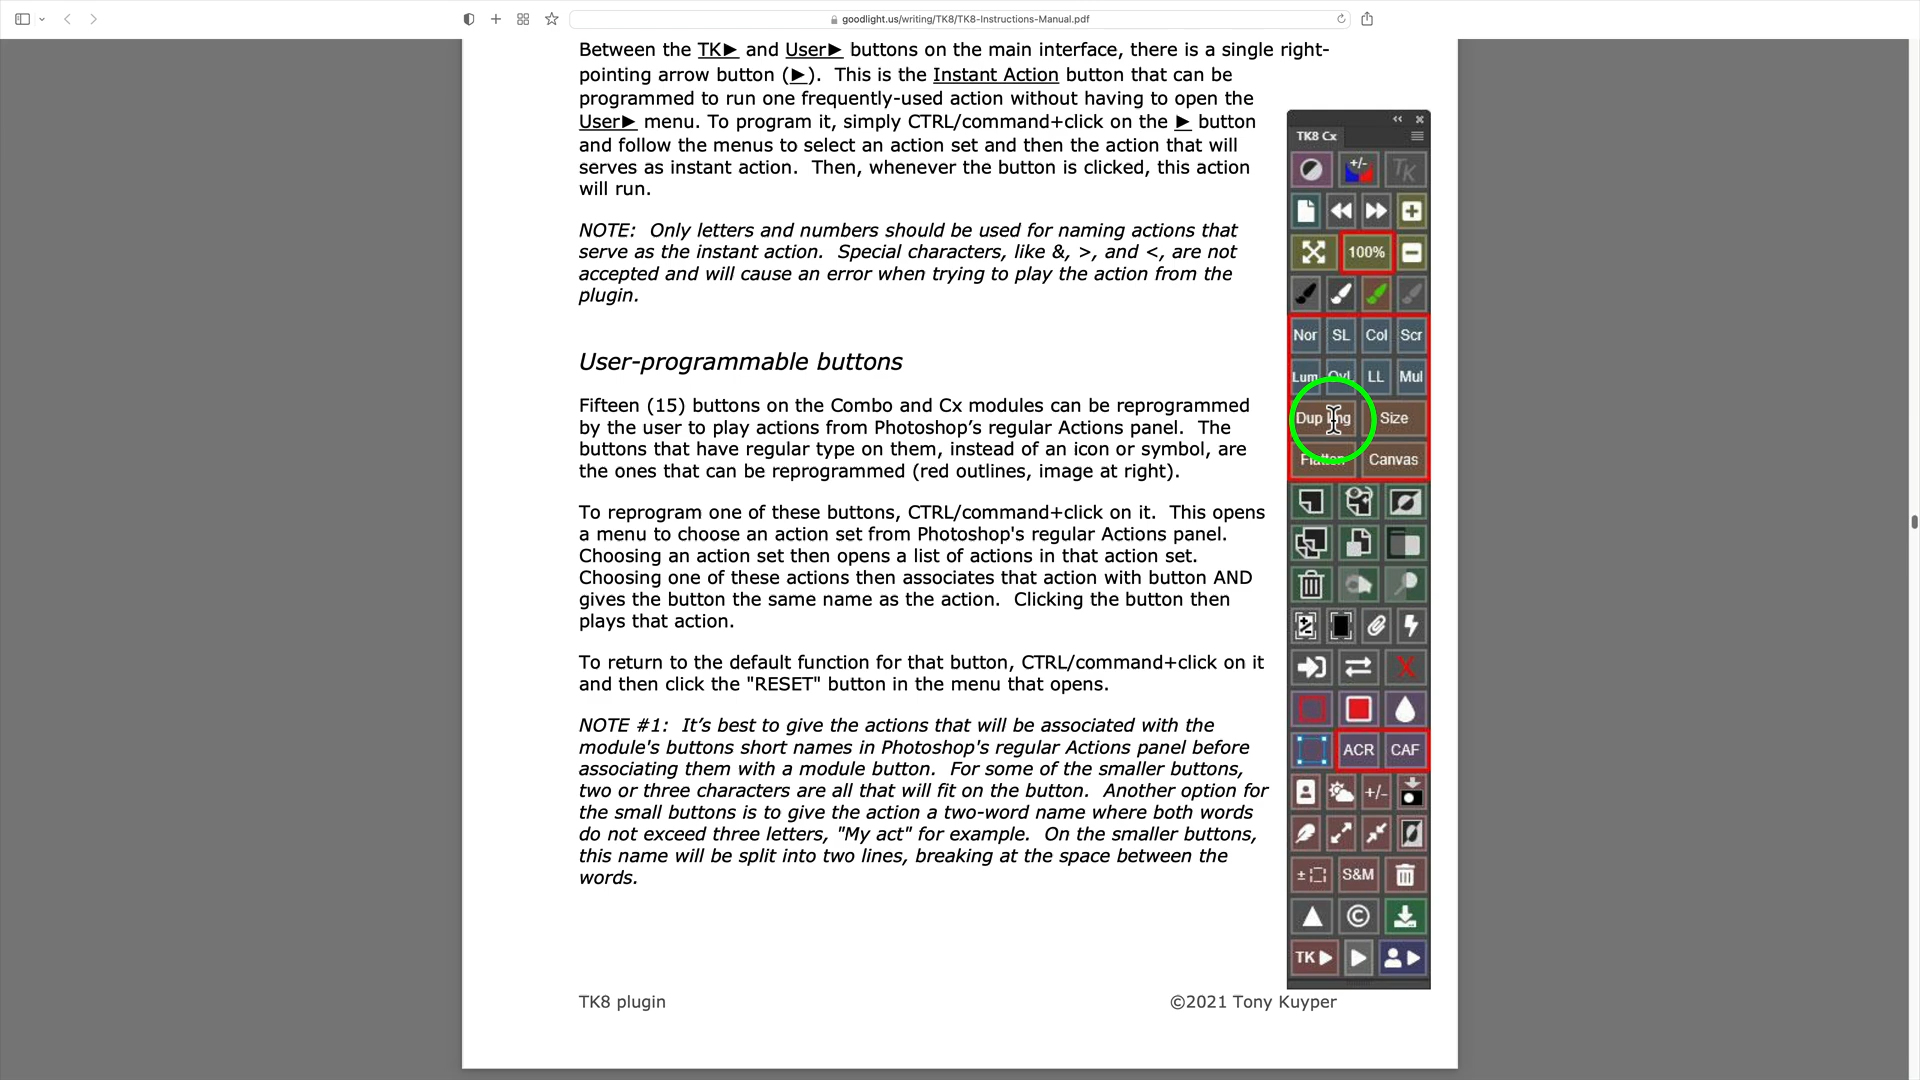 goodlight.us/writing/TK8/TK8-Instructions-Manual.pdf
Between the TK► and User► buttons on the main interface, there is a single right-
pointing arrow button (►).  This is the Instant Action button that can be
programmed to run one frequently-used action without having to open the
User► menu. To program it, simply CTRL/command+click on the ► button
and follow the menus to select an action set and then the action that will
serves as instant action.  Then, whenever the button is clicked, this action
will run.
NOTE:  Only letters and numbers should be used for naming actions that
serve as the instant action.  Special characters, like &, >, and <, are not
accepted and will cause an error when trying to play the action from the
plugin.
User-programmable buttons
Fifteen (15) buttons on the Combo and Cx modules can be reprogrammed
by the user to play actions from Photoshop’s regular Actions panel.  The
buttons that have regular type on them, instead of an icon or symbol, are
the ones that can be reprogrammed (red outlines, image at right).
To reprogram one of these buttons, CTRL/command+click on it.  This opens
a menu to choose an action set from Photoshop's regular Actions panel.
Choosing an action set then opens a list of actions in that action set.
Choosing one of these actions then associates that action with button AND
gives the button the same name as the action.  Clicking the button then
plays that action.
To return to the default function for that button, CTRL/command+click on it
and then click the "RESET" button in the menu that opens.
NOTE #1:  It’s best to give the actions that will be associated with the
module's buttons short names in Photoshop's regular Actions panel before
associating them with a module button.  For some of the smaller buttons,
two or three characters are all that will fit on the button.  Another option for
the small buttons is to give the action a two-word name where both words
do not exceed three letters, "My act" for example.  On the smaller buttons,
this name will be split into two lines, breaking at the space between the
words.
TK8 Cx
+/- TK
100%
Nor SL Col Scr
Lum Ovl LL Mul
Dup Size
Flatten Canvas
X
ACR CAF
+/-
± S&M
©
TK ►
TK8 plugin
©2021 Tony Kuyper